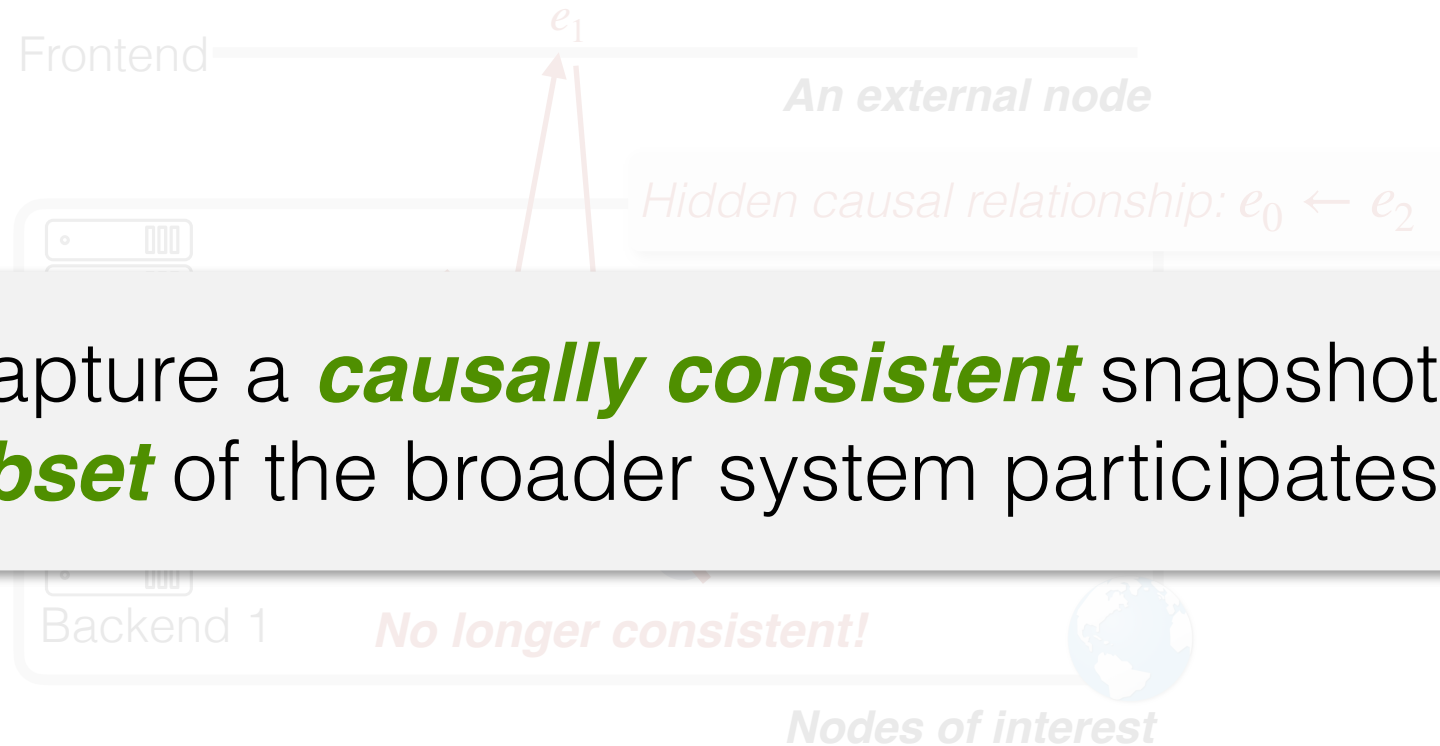 e1
Frontend
An external node
Hidden causal relationship: e0 ← e2
apture a causally consistent snapshot
bset of the broader system participates
Backend 1
No longer consistent!
Nodes of interest